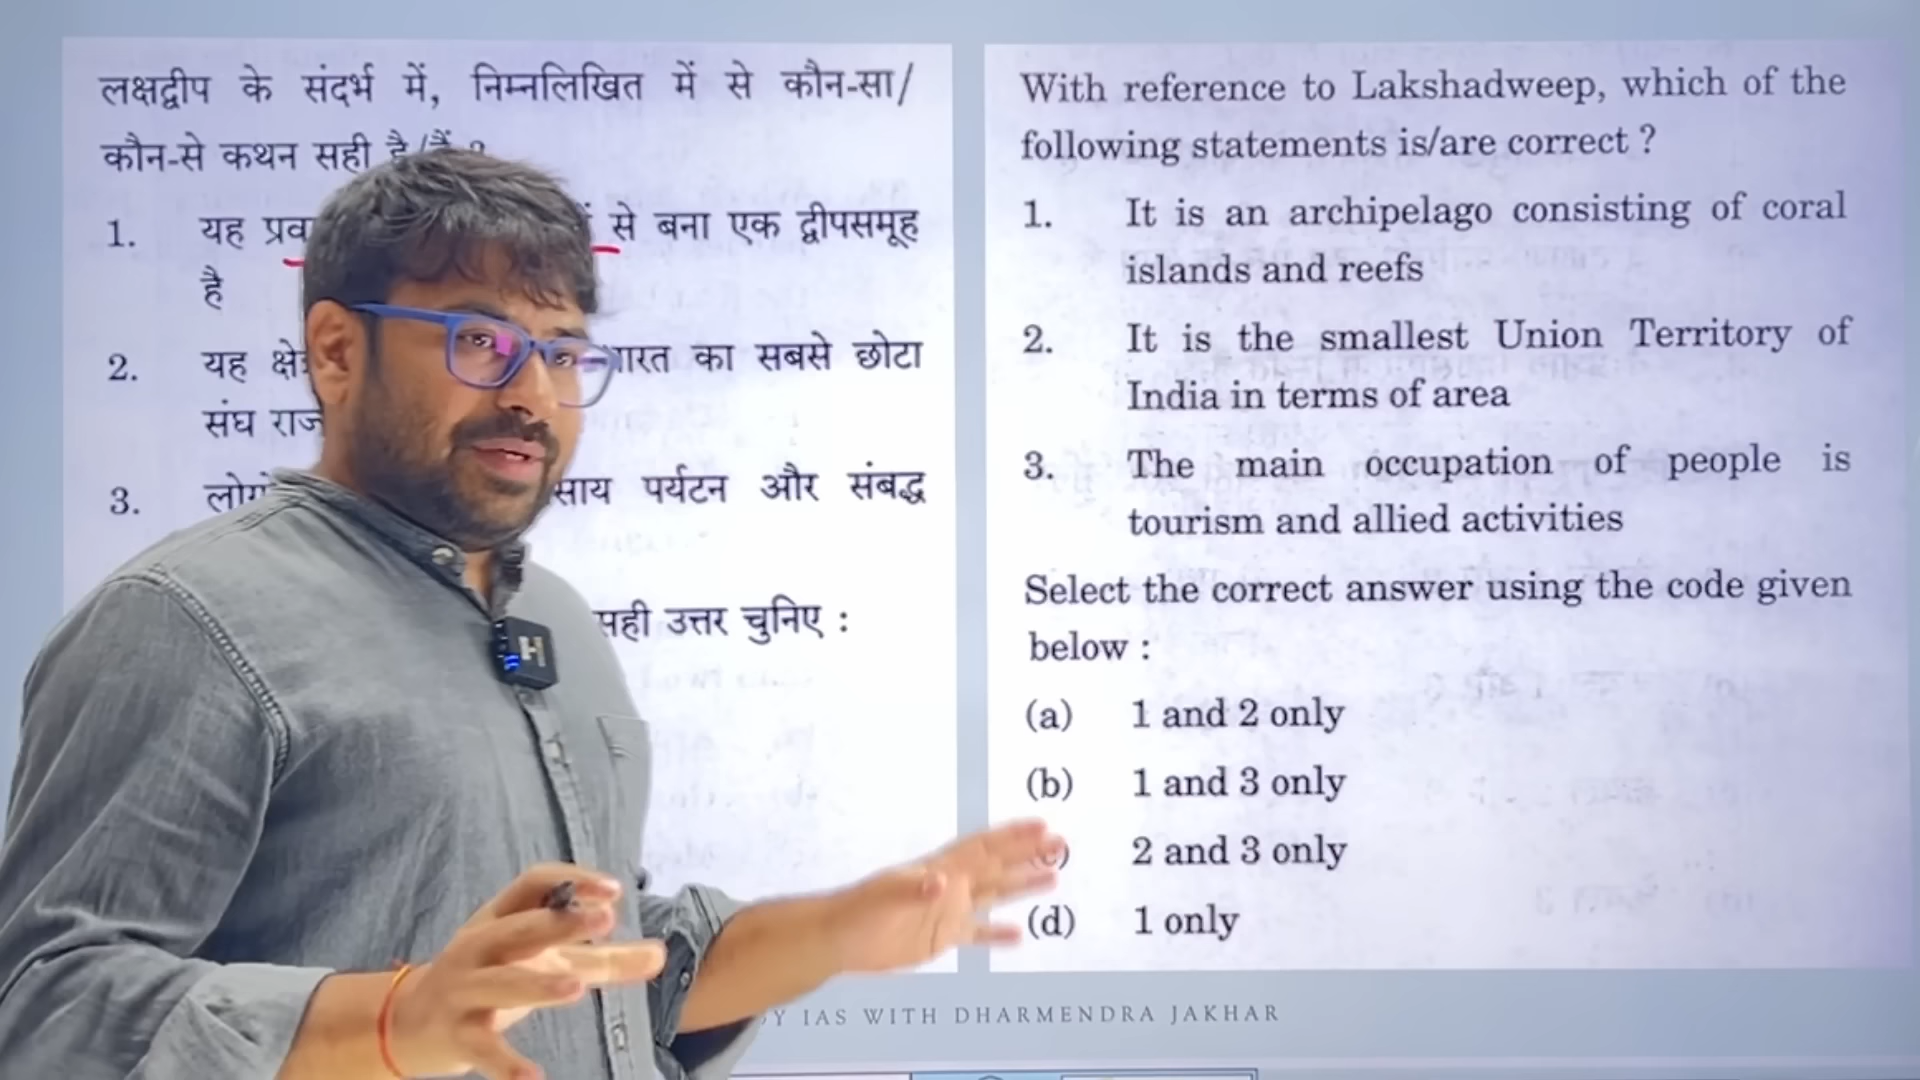 लक्षद्वीप के संदर्भ में, निम्नलिखित में से कौन-सा/
कौन-से कथन सही है/हैं ?
1. यह से बना एक द्वीपसमूह
है
2. यह का सबसे छोटा
संघ
3. पर्यटन और संबद्ध
सही उत्तर चुनिए :
With reference to Lakshadweep, which of the
following statements is/are correct ?
1. It is an archipelago consisting of coral
islands and reefs
2. It is the smallest Union Territory of
India in terms of area
3. The main occupation of people is
tourism and allied activities
Select the correct answer using the code given
below :
(a) 1 and 2 only
(b) 1 and 3 only
2 and 3 only
(d) 1 only
IAS WITH DHARMENDRA JAKHAR